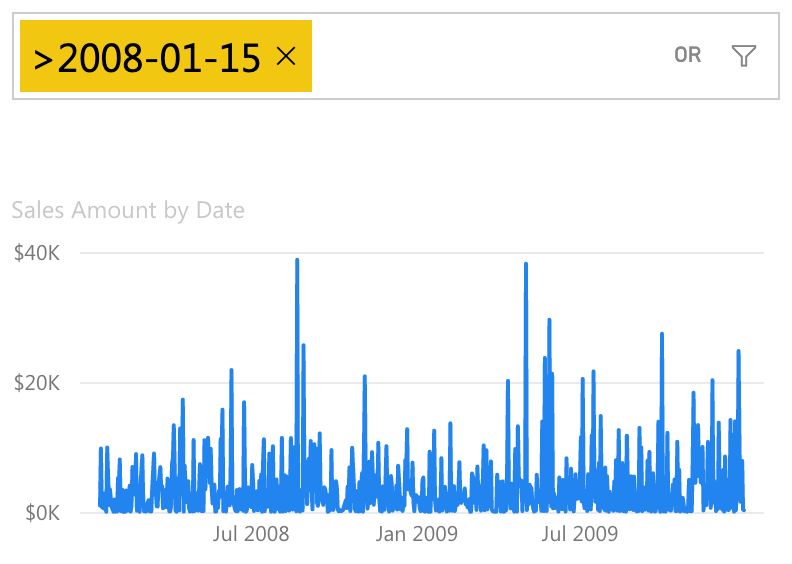 >2008-01-15 × OR
Sales Amount by Date
$40K
$20K
$0K
Jul 2008 Jan 2009 Jul 2009